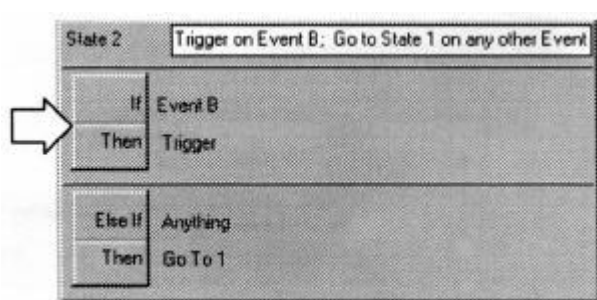 State 2
Trigger on Event B; Go to State 1 on any other Event
If Event B
Then Trigger
Else If Anything
Then Go To 1